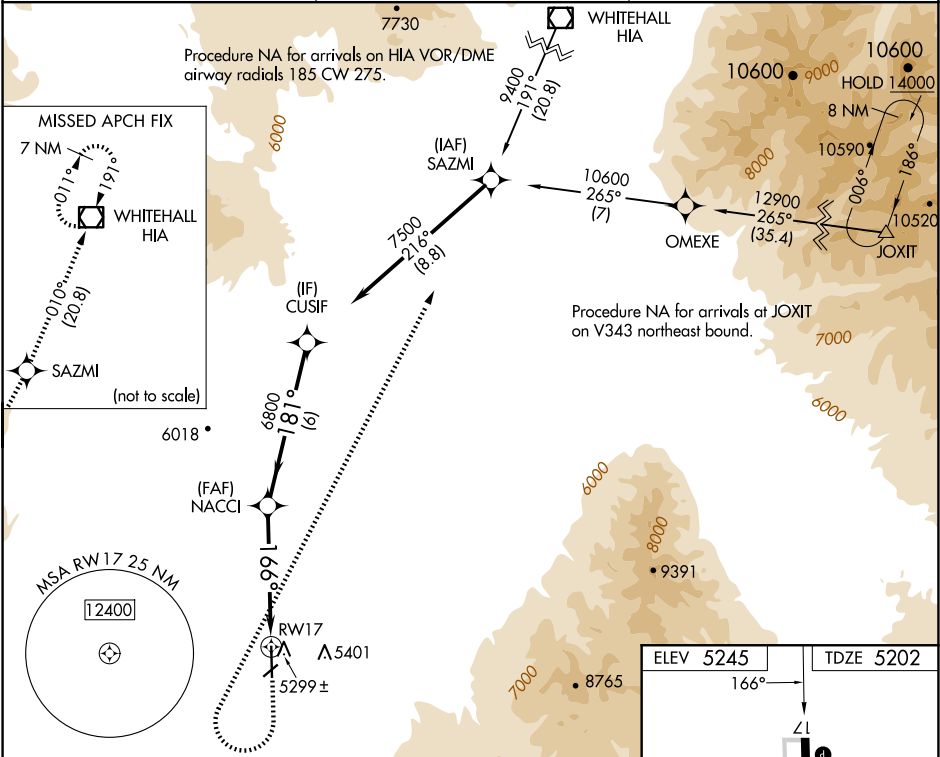 7730
WHITEHALL
HIA
Procedure NA for arrivals on HIA VOR/DME
airway radials 185 CW 275.
9400
191°
(20.8)
10600
9000
10600
HOLD 14000
8 NM
6000
MISSED APCH FIX
7 NM
011°
191°
WHITEHALL
HIA
010°
(20.8)
SAZMI
(not to scale)
(IAF)
SAZMI
10600
265°
(7)
OMEXE
8000
10590
006°
186°
12900
265°
(35.4)
10520
JOXIT
7500
216°
(8.8)
(IF)
CUSIF
Procedure NA for arrivals at JOXIT
on V343 northeast bound.
7000
6000
6800
181°
(6)
6018
(FAF)
NACCI
6000
8000
166°
9391
MSA RW17 25 NM
12400
RW17
5401
5299±
7000
8765
ELEV 5245
TDZE 5202
166°
17
P